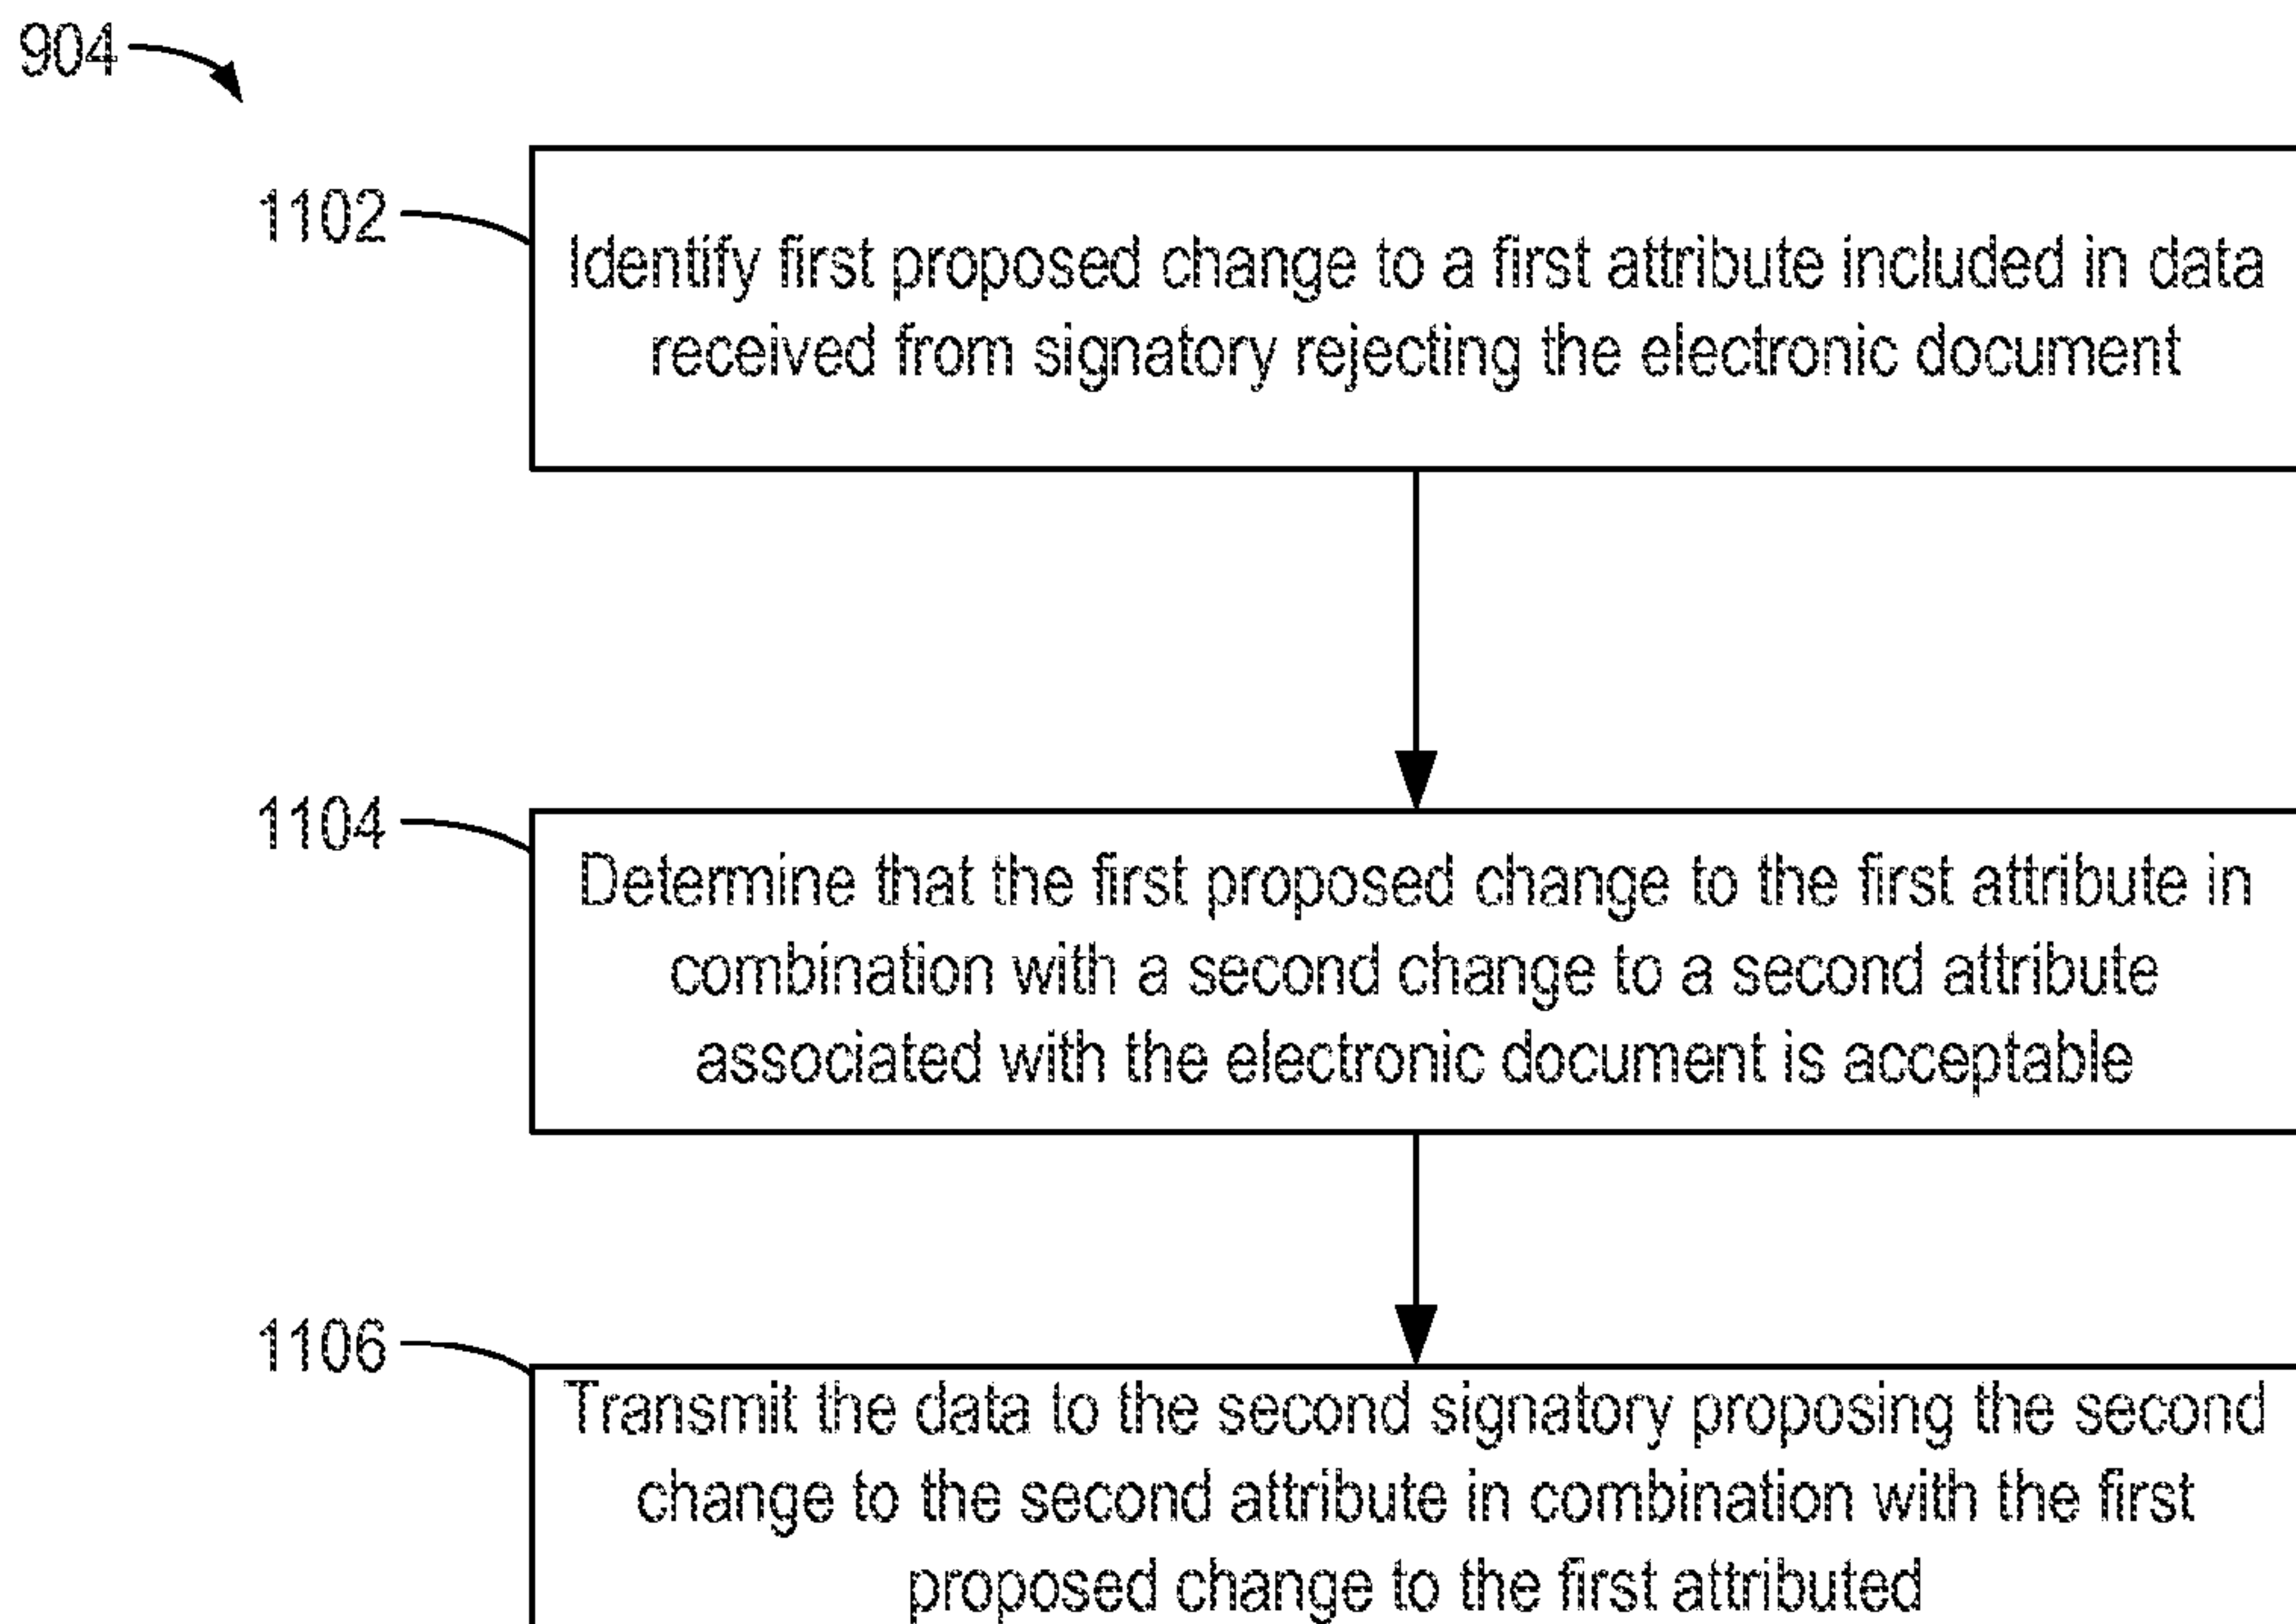 904
1102
Identify first proposed change to a first attribute included in data
received from signatory rejecting the electronic document
1104
Determine that the first proposed change to the first attribute in
combination with a second change to a second attribute
associated with the electronic document is acceptable
1106
Transmit the data to the second signatory proposing the second
change to the second attribute in combination with the first
proposed change to the first attributed